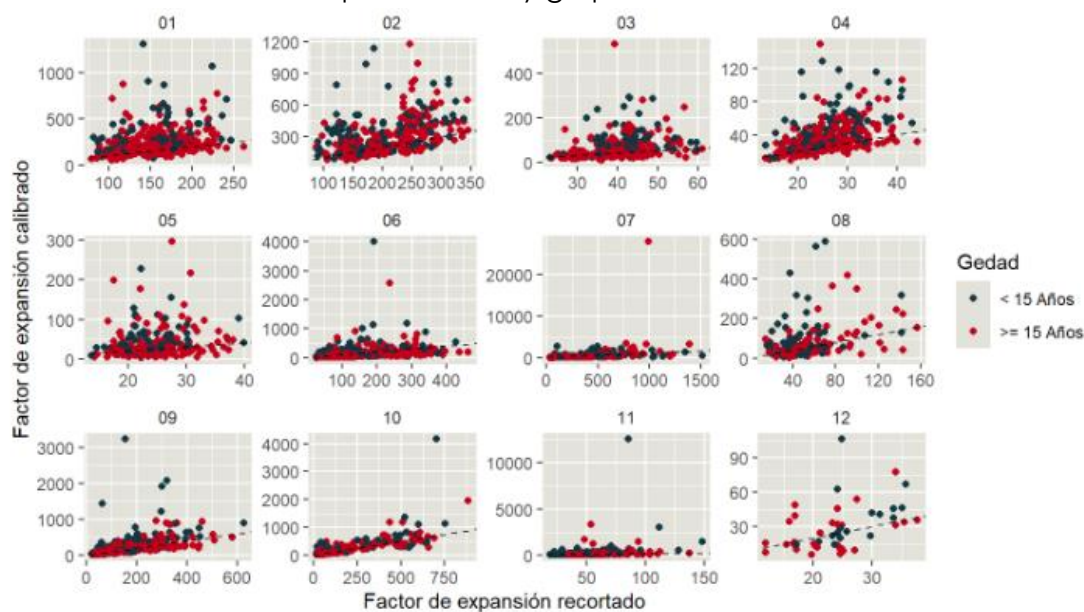 01 02 03 04
1000 500 0
1200 900 600 300
400 200 0
120 80 40
100 150 200 250
100 150 200 250 300 350
30 40 50 60
20 30 40
05 06 07 08
300 200 100 0
4000 3000 2000 1000 0
20000 10000 0
600 400 200 0
20 30 40
100 200 300 400
0 500 1000 1500
40 80 120 160
09 10 11 12
3000 2000 1000 0
4000 3000 2000 1000 0
10000 5000 0
90 60 30
0 200 400 600
0 250 500 750
50 100 150
20 30
Factor de expansión calibrado
Factor de expansión recortado
Gedad
< 15 Años
>= 15 Años